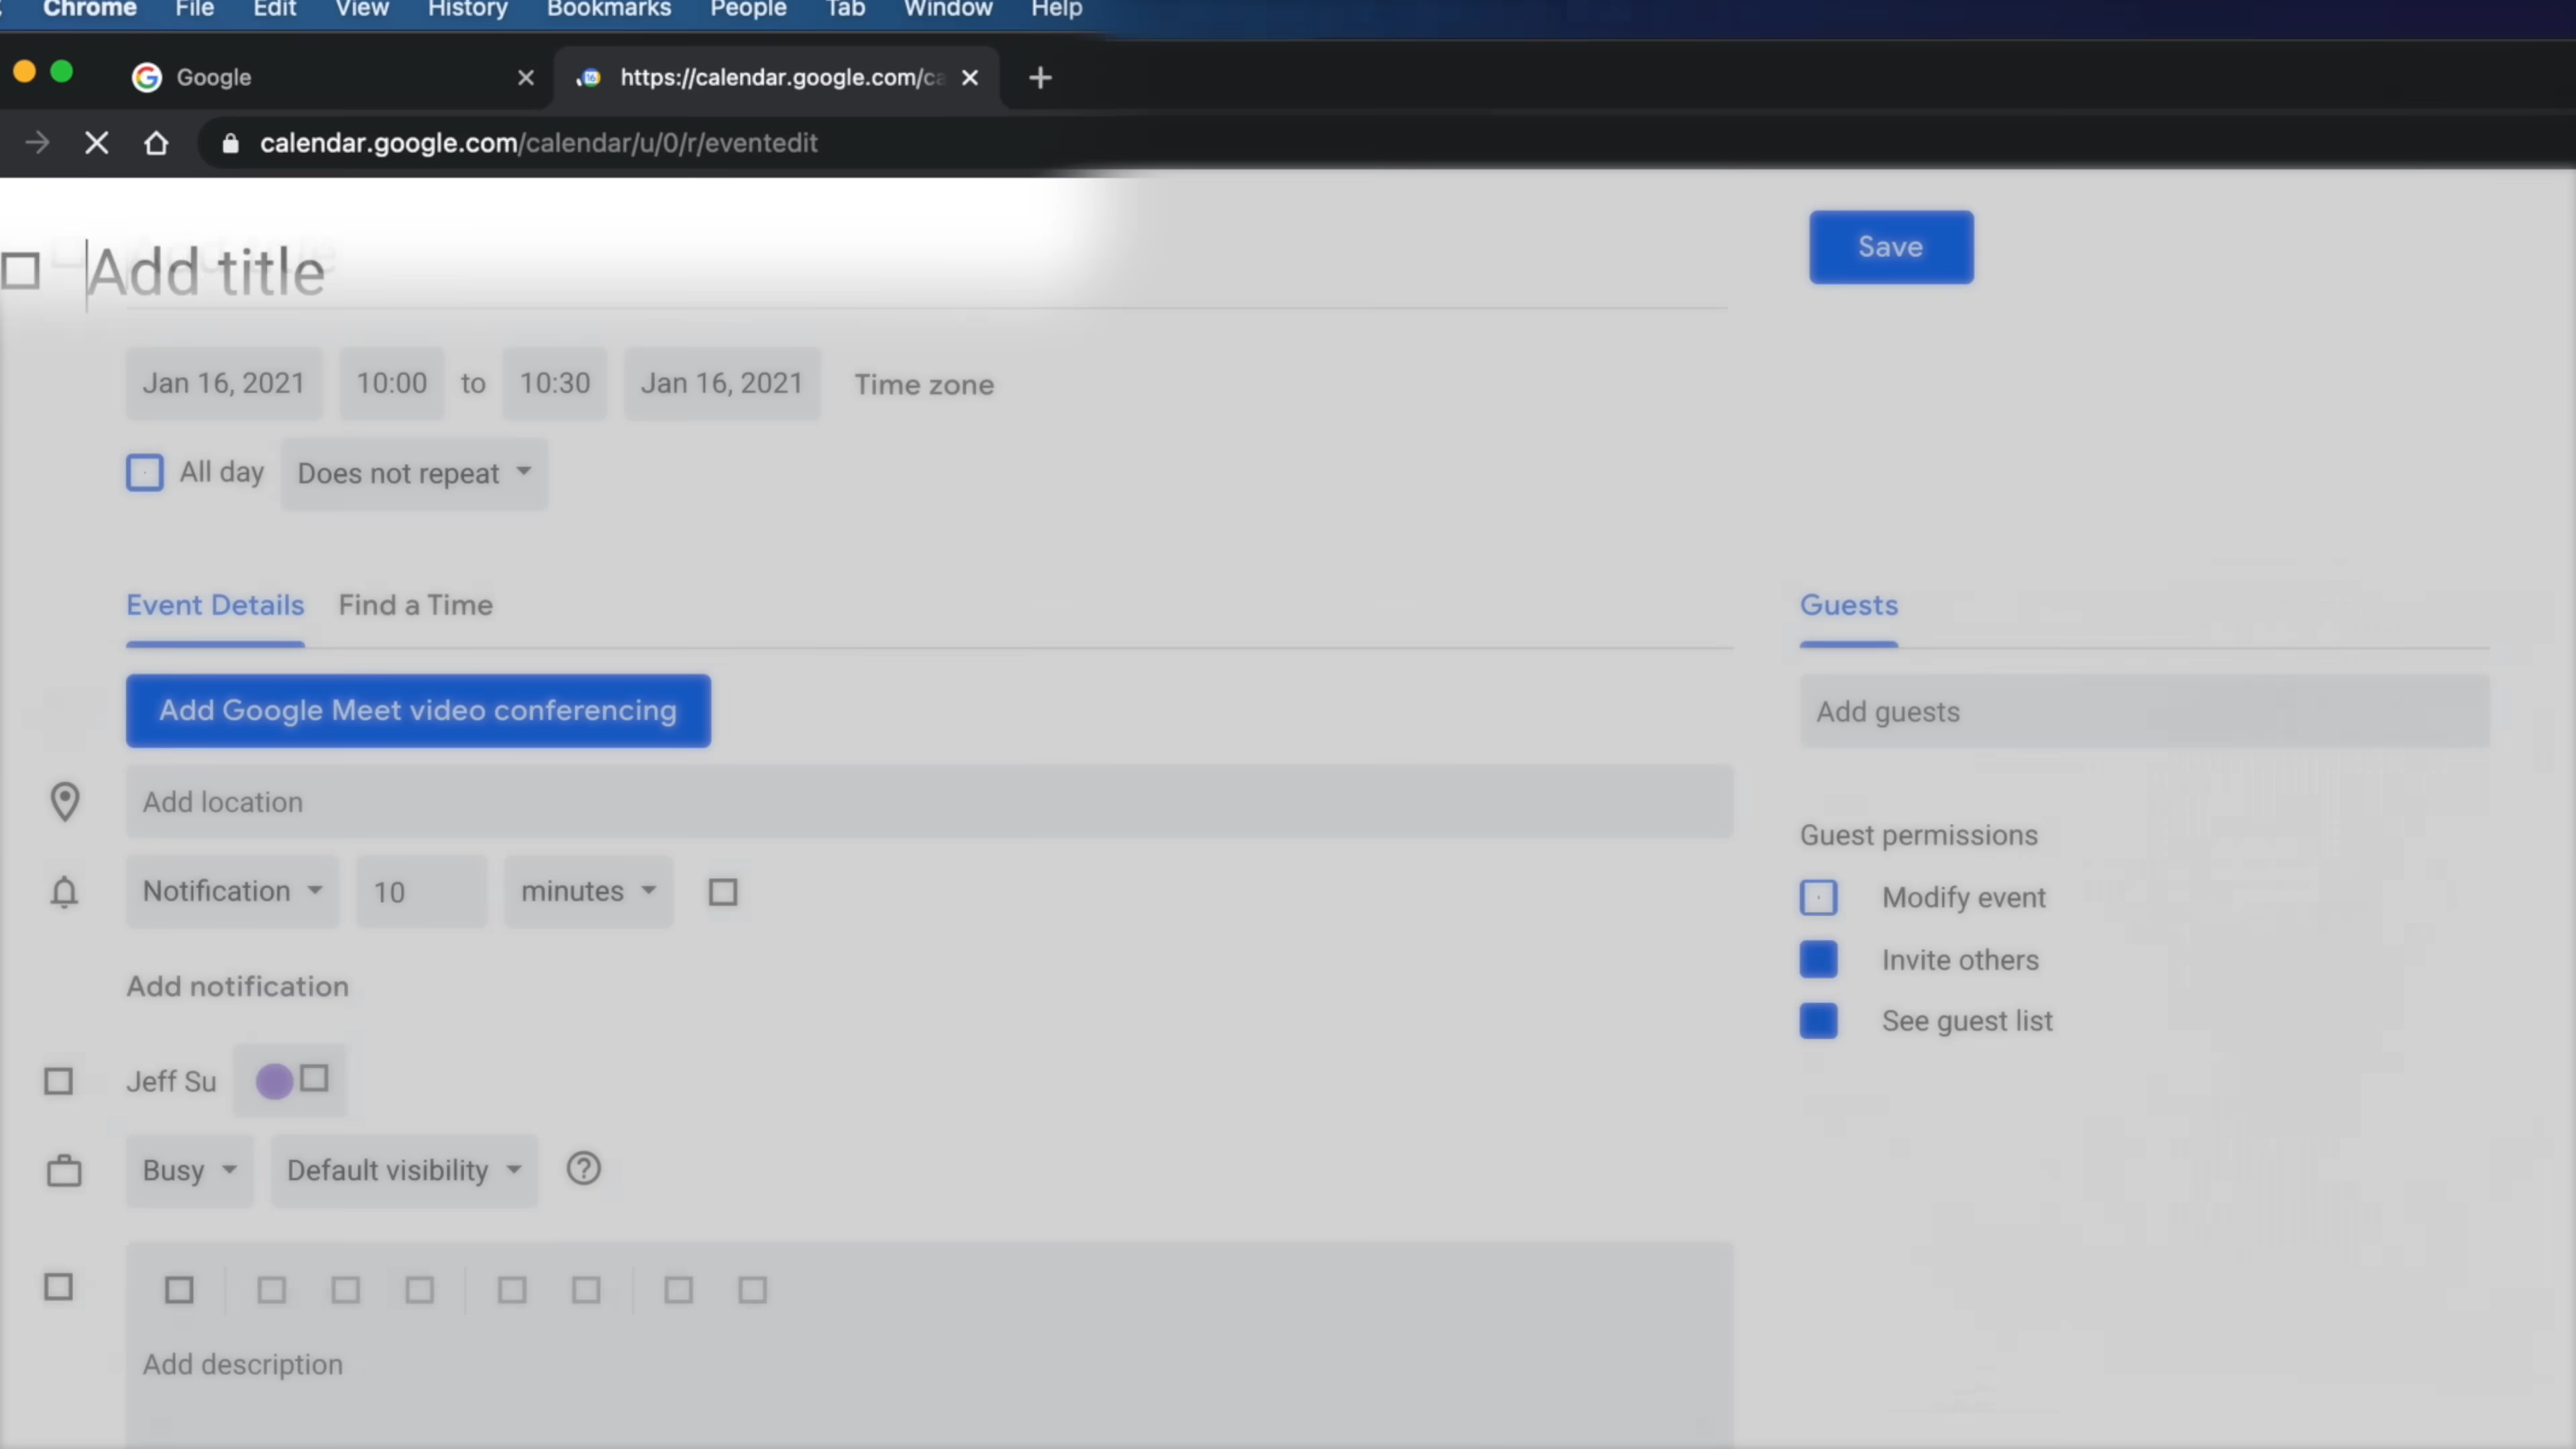 Chrome File Edit View History Bookmarks People Tab Window Help
Google https://calendar.google.com/ca
calendar.google.com/calendar/u/0/r/eventedit
Add title
Save
Jan 16, 2021 10:00 to 10:30 Jan 16, 2021 Time zone
All day Does not repeat
Event Details Find a Time
Guests
Add Google Meet video conferencing
Add guests
Add location
Guest permissions
Notification 10 minutes
Modify event
Invite others
Add notification
See guest list
Jeff Su
Busy Default visibility
Add description